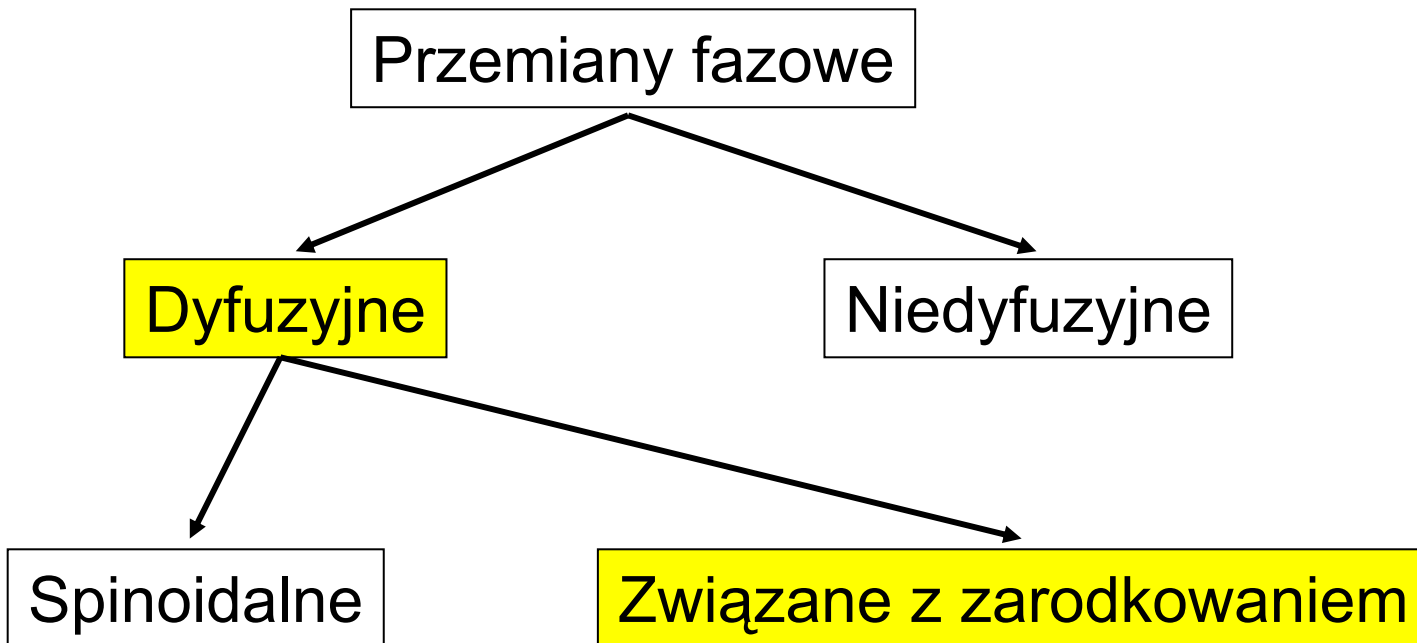 Przemiany fazowe
Dyfuzyjne
Niedyfuzyjne
Spinoidalne
Związane z zarodkowaniem